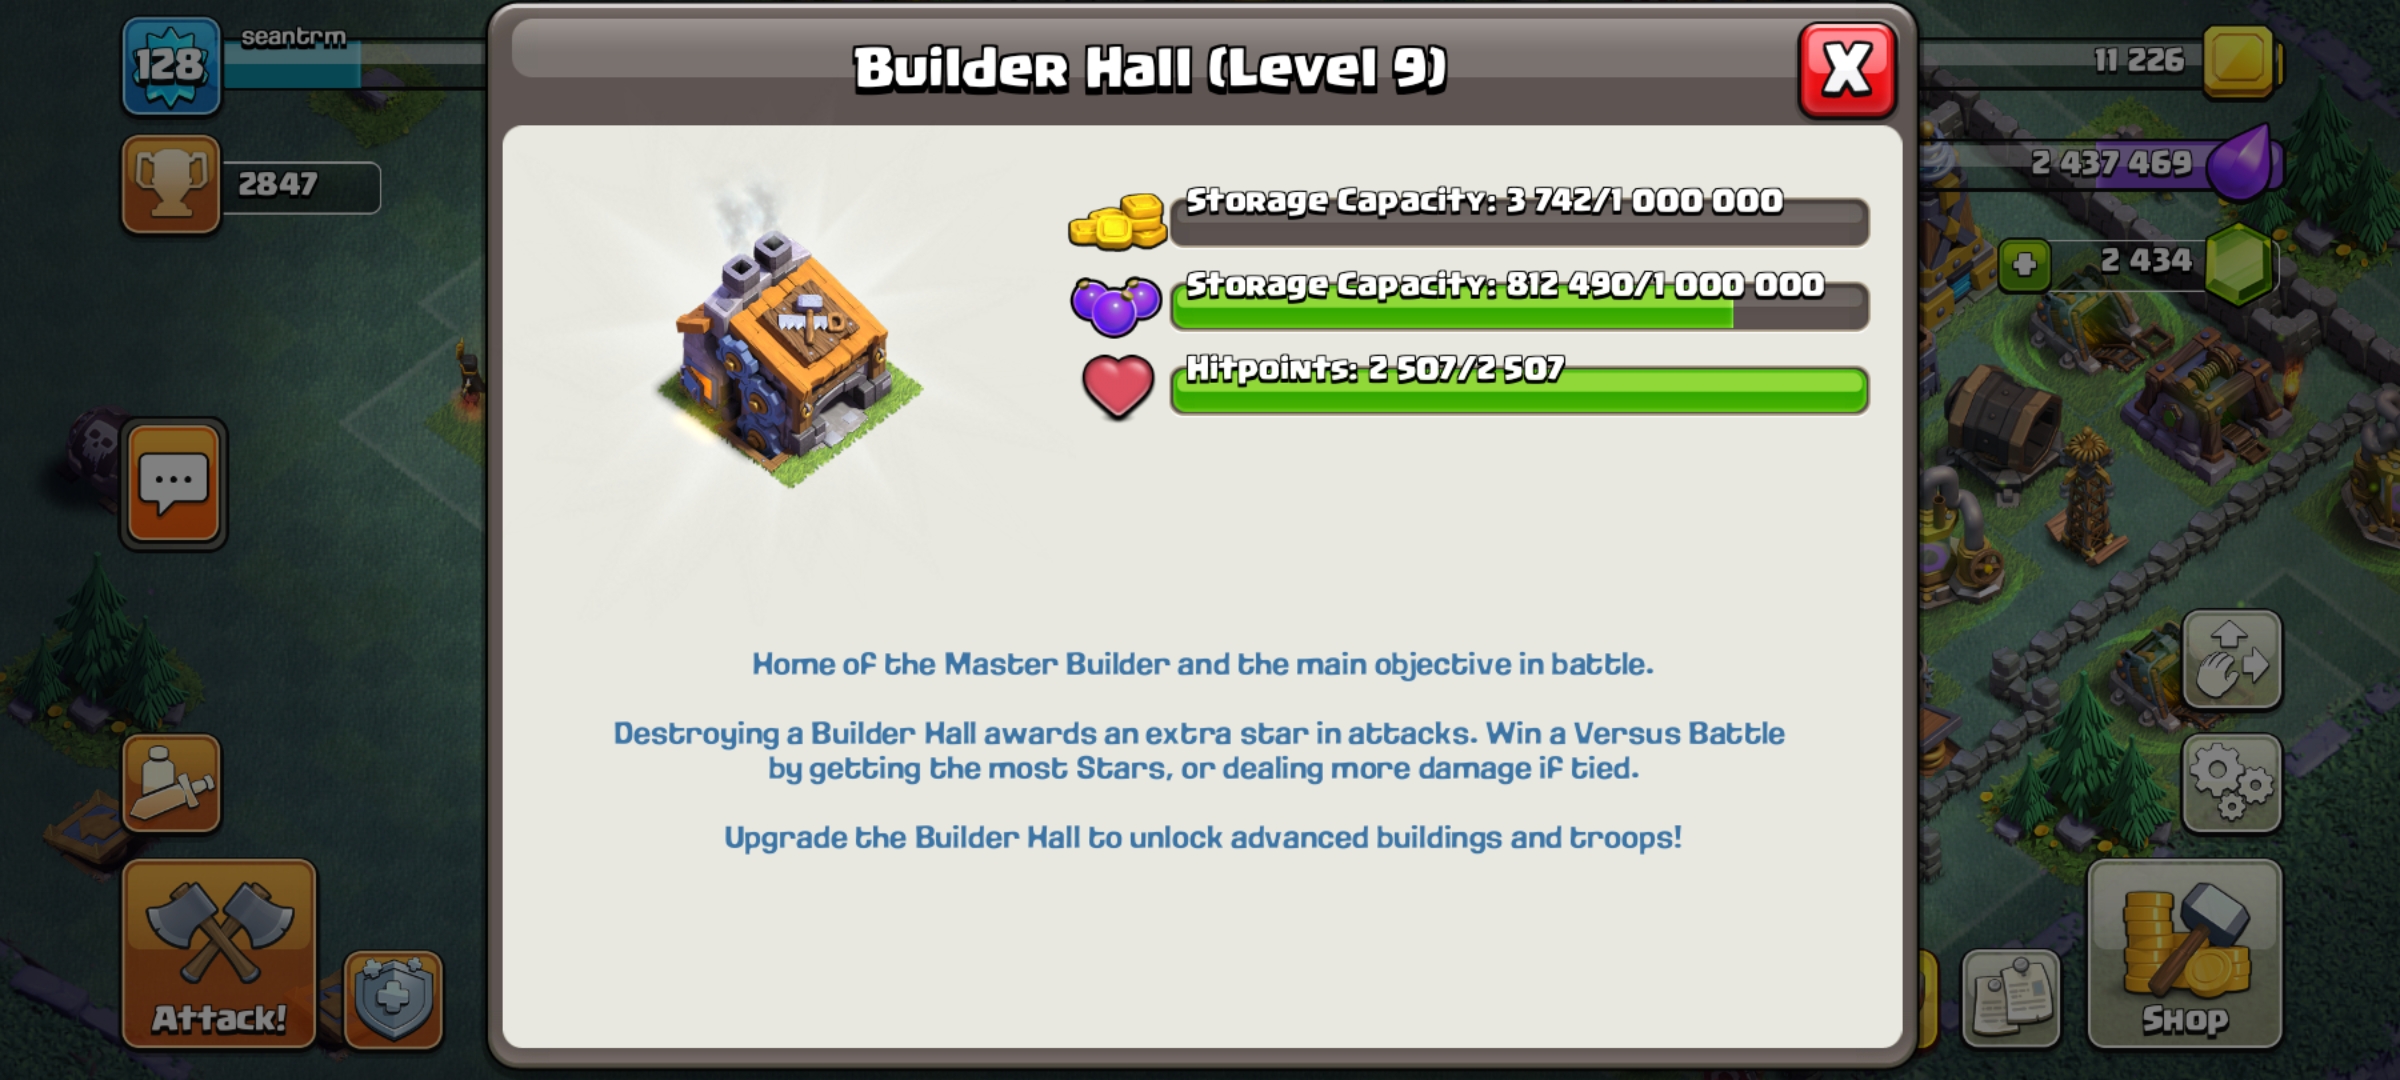 128
seantrm
2847
Builder Hall (Level 9)
X
11 226
2 437 469
2 434
Storage Capacity: 3 742/1 000 000
Storage Capacity: 812 490/1 000 000
Hitpoints: 2 507/2 507
Home of the Master Builder and the main objective in battle.
Destroying a Builder Hall awards an extra star in attacks. Win a Versus Battle
by getting the most Stars, or dealing more damage if tied.
Upgrade the Builder Hall to unlock advanced buildings and troops!
Attack!
Shop